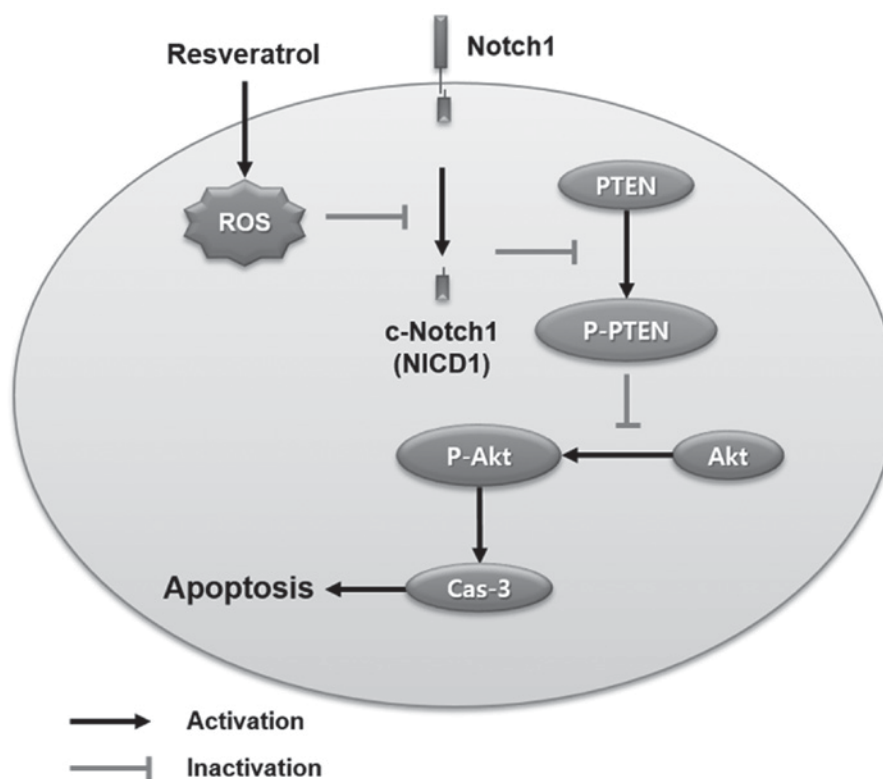 Notch1
Resveratrol
PTEN
ROS
P-PTEN
c-Notch1
(NICD1)
P-Akt
Akt
Apoptosis
Cas-3
Activation
Inactivation